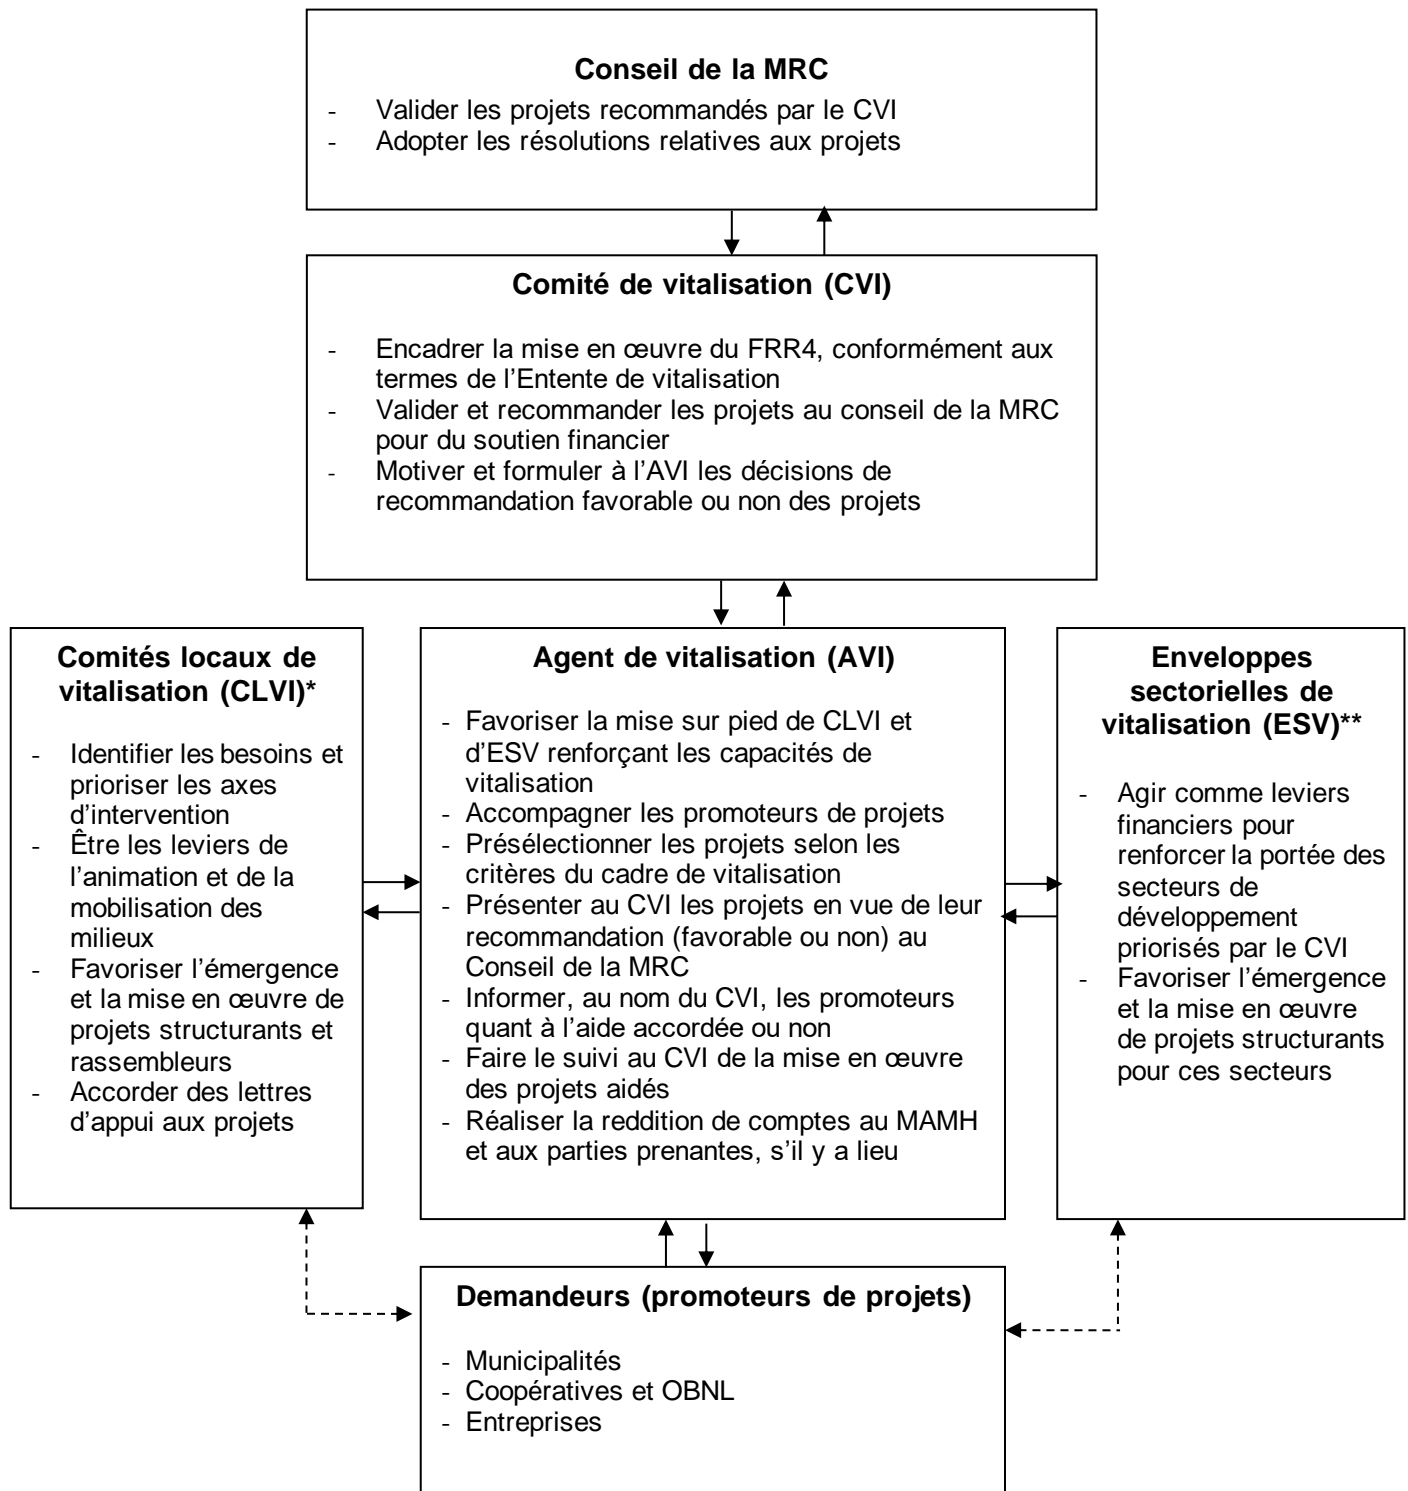 Conseil de la MRC
- Valider les projets recommandés par le CVI
- Adopter les résolutions relatives aux projets
Comité de vitalisation (CVI)
- Encadrer la mise en œuvre du FRR4, conformément aux
termes de l’Entente de vitalisation
- Valider et recommander les projets au conseil de la MRC
pour du soutien financier
- Motiver et formuler à l’AVI les décisions de
recommandation favorable ou non des projets
Comités locaux de
vitalisation (CLVI)*
- Identifier les besoins et
prioriser les axes
d’intervention
- Être les leviers de
l’animation et de la
mobilisation des
milieux
- Favoriser l’émergence
et la mise en œuvre de
projets structurants et
rassembleurs
- Accorder des lettres
d’appui aux projets
Agent de vitalisation (AVI)
- Favoriser la mise sur pied de CLVI et
d’ESV renforçant les capacités de
vitalisation
- Accompagner les promoteurs de projets
- Présélectionner les projets selon les
critères du cadre de vitalisation
- Présenter au CVI les projets en vue de leur
recommandation (favorable ou non) au
Conseil de la MRC
- Informer, au nom du CVI, les promoteurs
quant à l’aide accordée ou non
- Faire le suivi au CVI de la mise en œuvre
des projets aidés
- Réaliser la reddition de comptes au MAMH
et aux parties prenantes, s’il y a lieu
Enveloppes
sectorielles de
vitalisation (ESV)**
- Agir comme leviers
financiers pour
renforcer la portée des
secteurs de
développement
priorisés par le CVI
- Favoriser l’émergence
et la mise en œuvre
de projets structurants
pour ces secteurs
Demandeurs (promoteurs de projets)
- Municipalités
- Coopératives et OBNL
- Entreprises